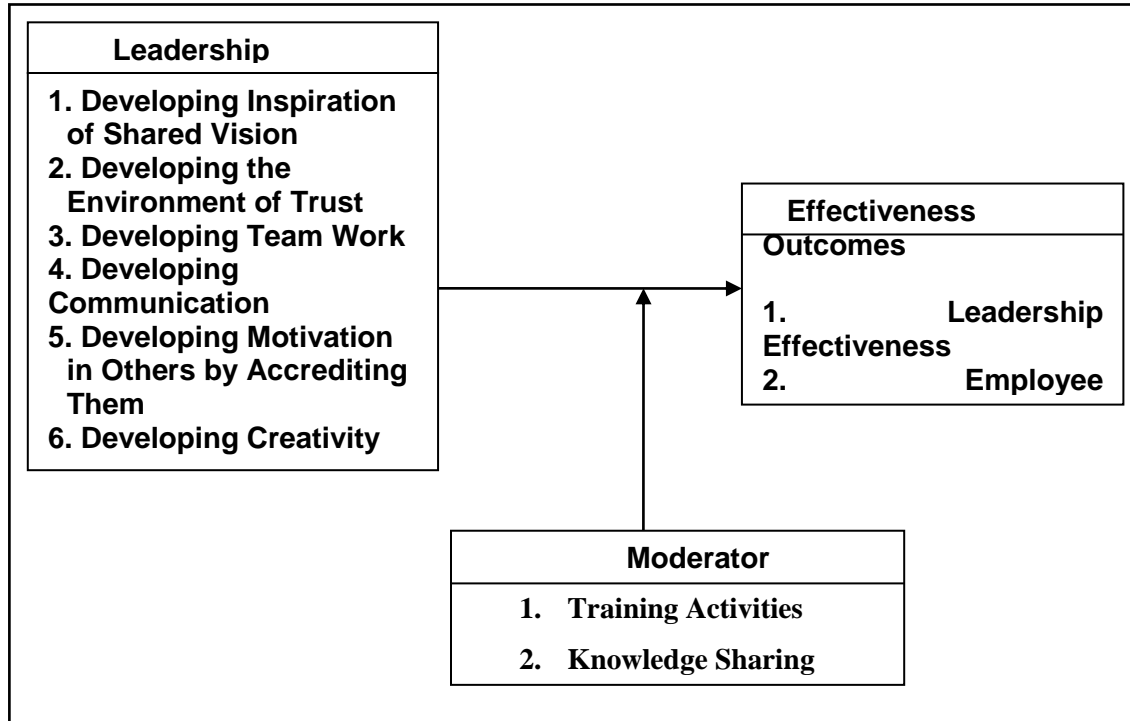 Leadership
1. Developing Inspiration
of Shared Vision
2. Developing the
Environment of Trust
3. Developing Team Work
4. Developing
Communication
5. Developing Motivation
in Others by Accrediting
Them
6. Developing Creativity
Effectiveness
Outcomes
1. Leadership
Effectiveness
2. Employee
Moderator
1. Training Activities
2. Knowledge Sharing